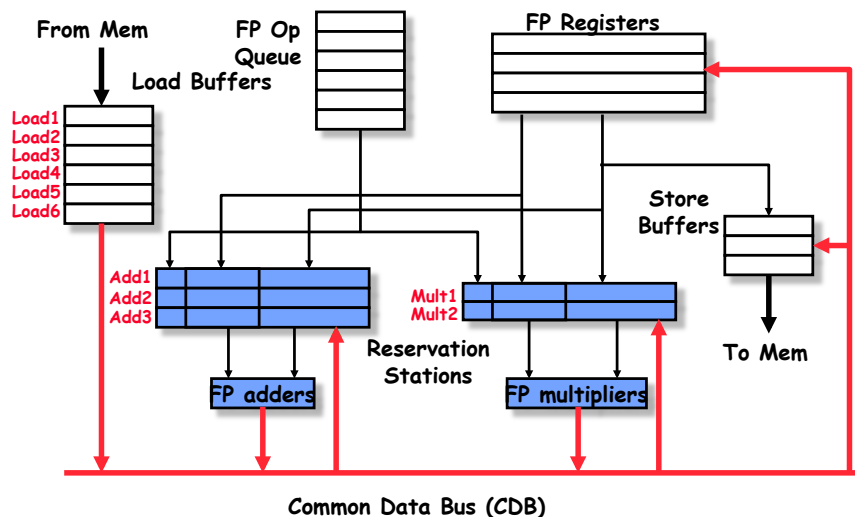 From Mem
FP Op
Queue
FP Registers
Load Buffers
Load1
Load2
Load3
Load4
Load5
Load6
Store
Buffers
Add1
Add2
Add3
Mult1
Mult2
Reservation
Stations
To Mem
FP adders
FP multipliers
Common Data Bus (CDB)